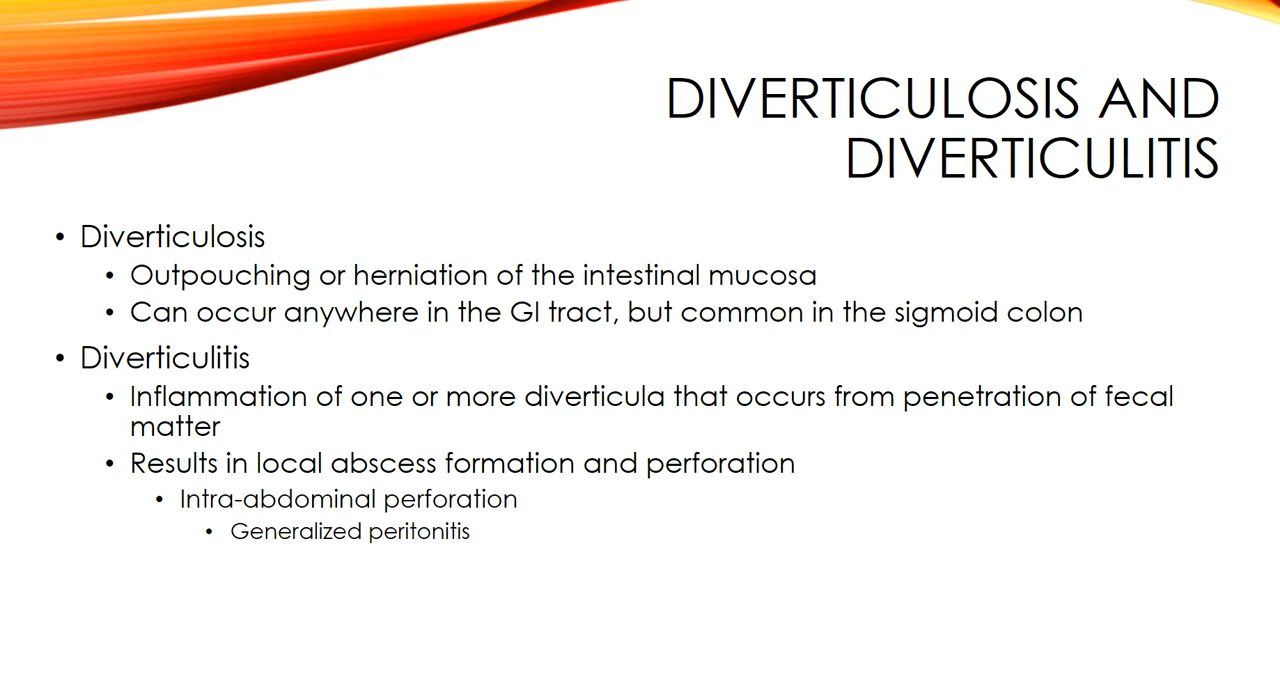 DIVERTICULOSIS AND
DIVERTICULITIS
• Diverticulosis
• Outpouching or herniation of the intestinal mucosa
• Can occur anywhere in the GI tract, but common in the sigmoid colon
• Diverticulitis
• Inflammation of one or more diverticula that occurs from penetration of fecal
matter
• Results in local abscess formation and perforation
• Intra-abdominal perforation
• Generalized peritonitis